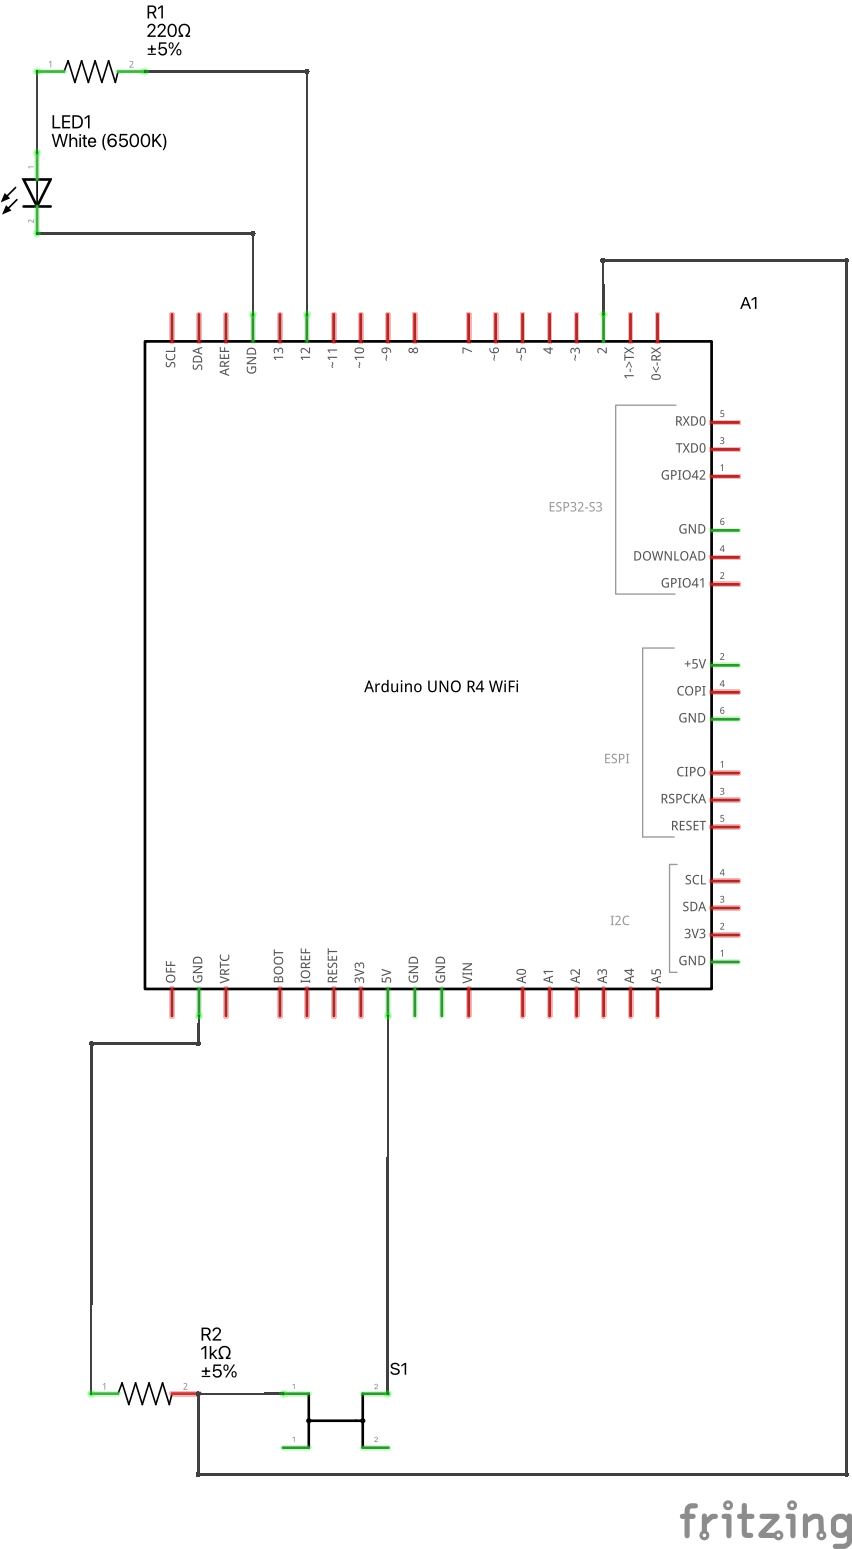 R1
220Ω
±5%
1
2
LED1
White (6500K)
1
2
A1
SCL
SDA
AREF
GND
13
12
~11
~10
~9
8
7
~6
~5
4
~3
2
1->TX
0<-RX
RXD0 5
TXD0 3
GPIO42 1
ESP32-S3
GND 6
DOWNLOAD 4
GPIO41 2
+5V 2
Arduino UNO R4 WiFi
COPI 4
GND 6
ESPI
CIPO 1
RSPCKA 3
RESET 5
SCL 4
SDA 3
I2C
3V3 2
GND 1
OFF
GND
VRTC
BOOT
IOREF
RESET
3V3
5V
GND
GND
VIN
A0
A1
A2
A3
A4
A5
R2
1kΩ
±5%
S1
1
2
1
2
1
2
fritzing